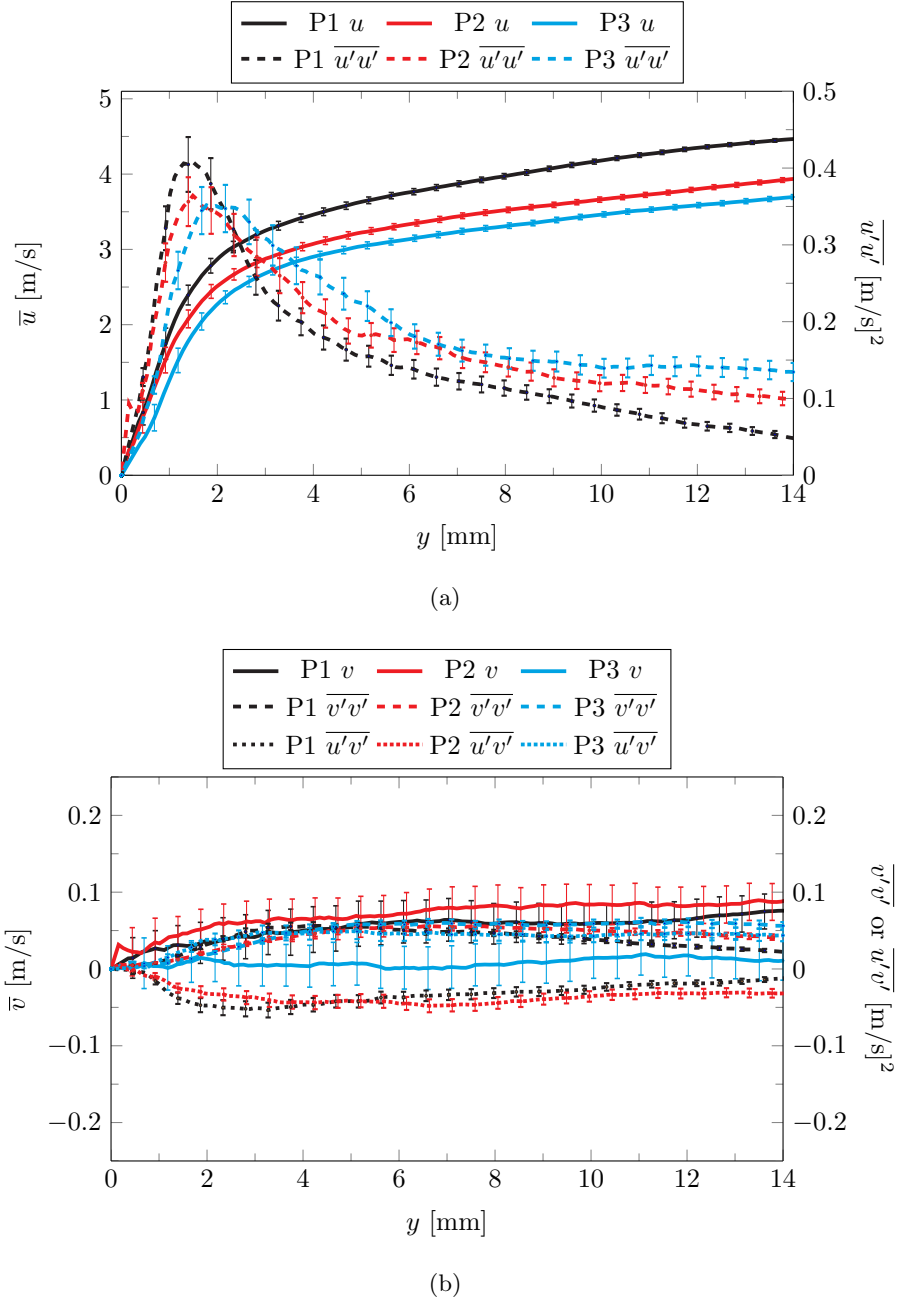 P1 u P2 u P3 u
P1 u′u′ P2 u′u′ P3 u′u′
5
4
3
2
1
0
u [m/s]
0.5
0.4
0.3
0.2
0.1
0
u′u′ [m/s]²
0 2 4 6 8 10 12 14
y [mm]
(a)
P1 v P2 v P3 v
P1 v′v′ P2 v′v′ P3 v′v′
P1 u′v′ P2 u′v′ P3 u′v′
0.2
0.1
0
−0.1
−0.2
v [m/s]
0.2
0.1
0
−0.1
−0.2
v′v′ or u′v′ [m/s]²
0 2 4 6 8 10 12 14
y [mm]
(b)